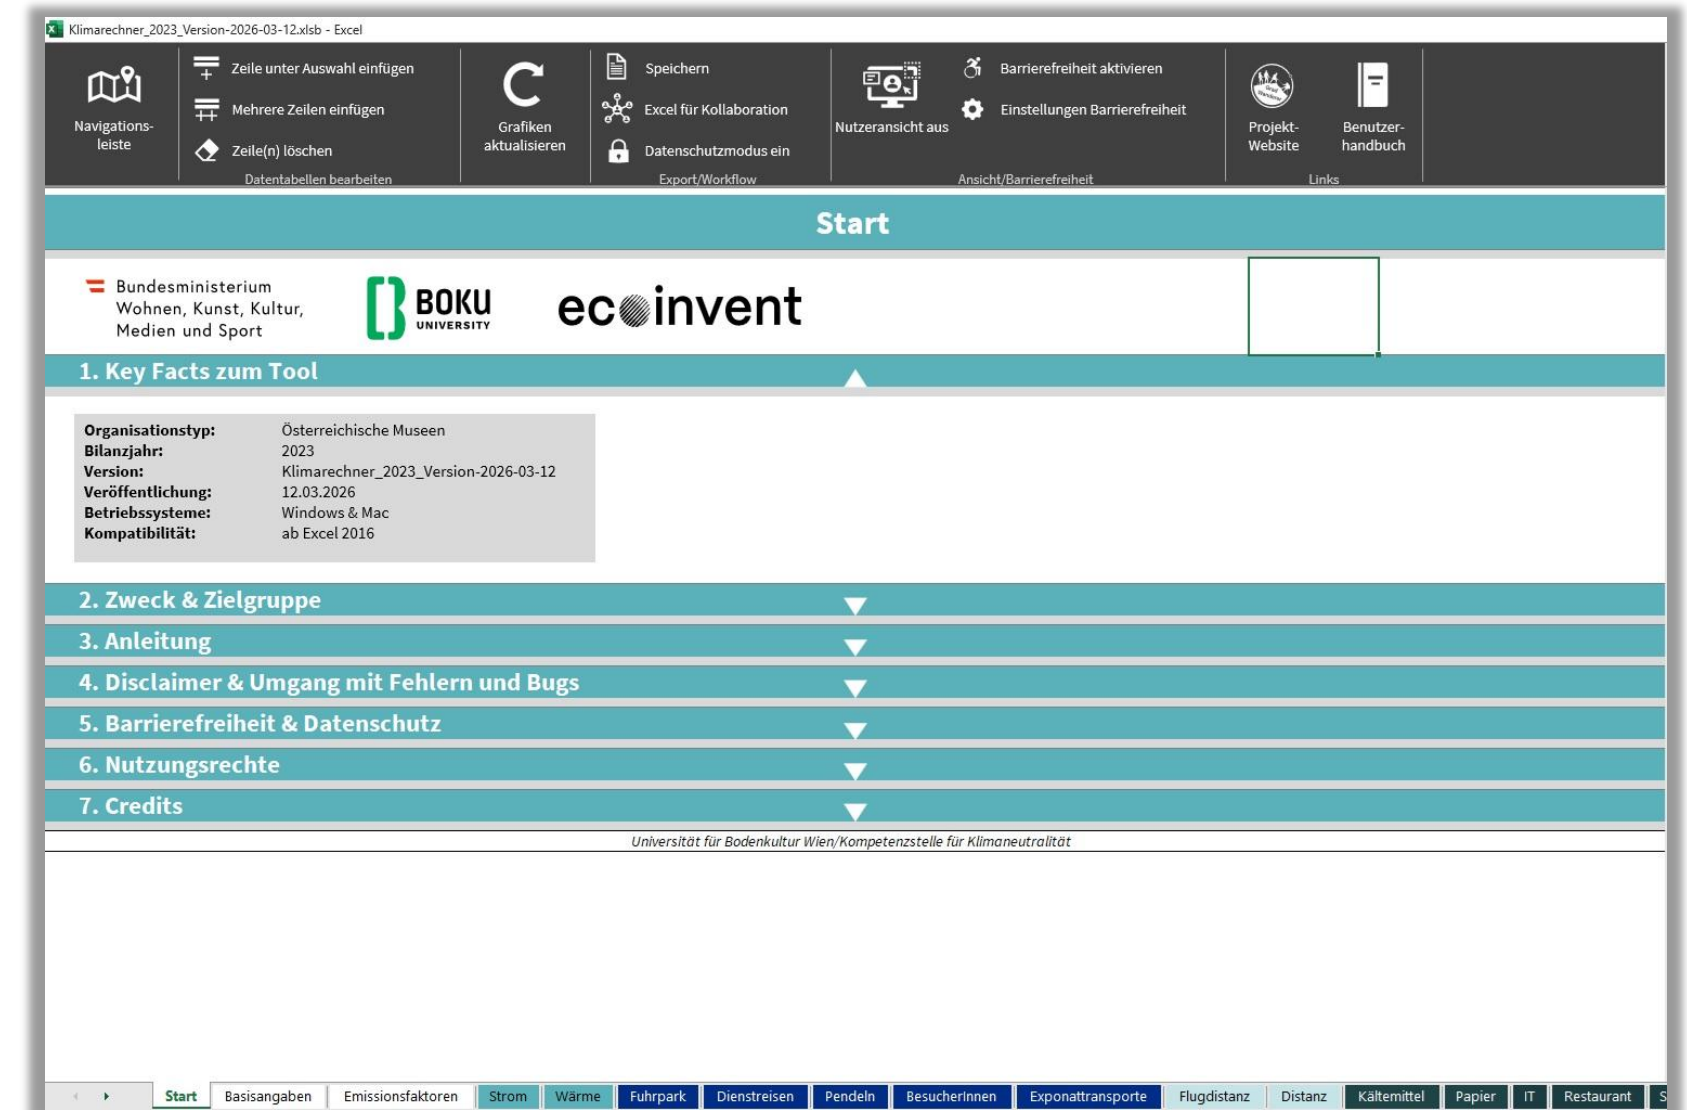 Klimarechner_2023_Version-2026-03-12.xlsb - Excel
Navigations-
leiste
Zeile unter Auswahl einfügen
Mehrere Zeilen einfügen
Zeile(n) löschen
Datentabellen bearbeiten
Grafiken
aktualisieren
Speichern
Excel für Kollaboration
Datenschutzmodus ein
Export/Workflow
Nutzeransicht aus
Barrierefreiheit aktivieren
Einstellungen Barrierefreiheit
Ansicht/Barrierefreiheit
Projekt-
Website
Benutzer-
handbuch
Links
Start
Bundesministerium
Wohnen, Kunst, Kultur,
Medien und Sport
BOKU
UNIVERSITY
ecoinvent
1. Key Facts zum Tool
Organisationstyp: Österreichische Museen
Bilanzjahr: 2023
Version: Klimarechner_2023_Version-2026-03-12
Veröffentlichung: 12.03.2026
Betriebssysteme: Windows & Mac
Kompatibilität: ab Excel 2016
2. Zweck & Zielgruppe
3. Anleitung
4. Disclaimer & Umgang mit Fehlern und Bugs
5. Barrierefreiheit & Datenschutz
6. Nutzungsrechte
7. Credits
Universität für Bodenkultur Wien/Kompetenzstelle für Klimaneutralität
Start Basisangaben Emissionsfaktoren Strom Wärme Fuhrpark Dienstreisen Pendeln BesucherInnen Exponattransporte Flugdistanz Distanz Kältemittel Papier IT Restaurant